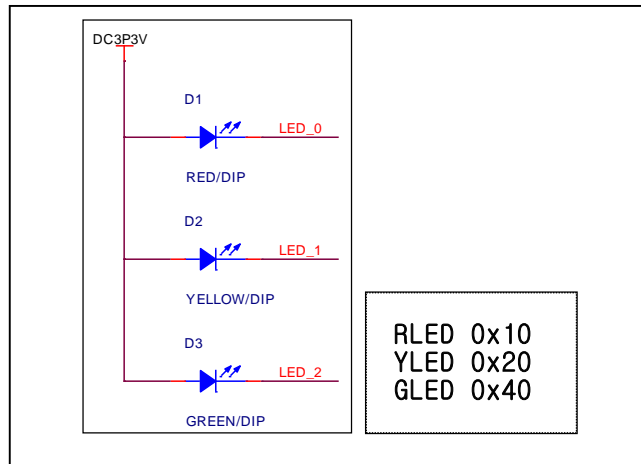 DC3P3V
D1
LED_0
RED/DIP
D2
LED_1
YELLOW/DIP
D3
LED_2
GREEN/DIP
RLED 0x10
YLED 0x20
GLED 0x40